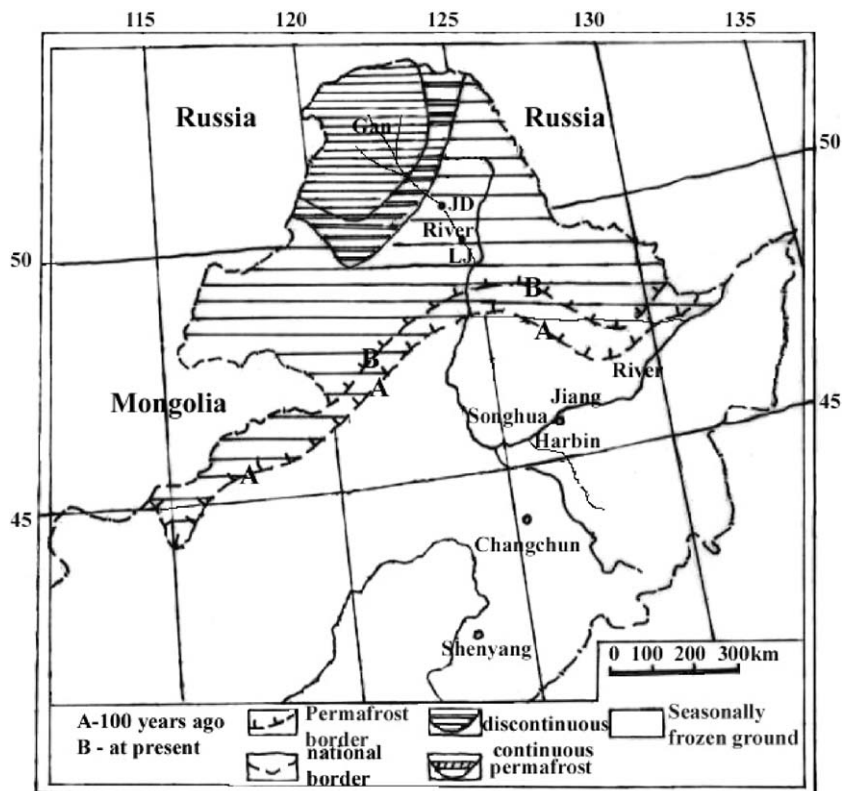 115 120 125 130 135
Russia Russia
Gan
50
JD
River
LJ
50
B
A
B
A
Mongolia
River
Jiang
Songhua
45
Harbin
A
45
Changchun
Shenyang
0 100 200 300km
A-100 years ago
B - at present
Permafrost
border
national
border
discontinuous
continuous
permafrost
Seasonally
frozen ground